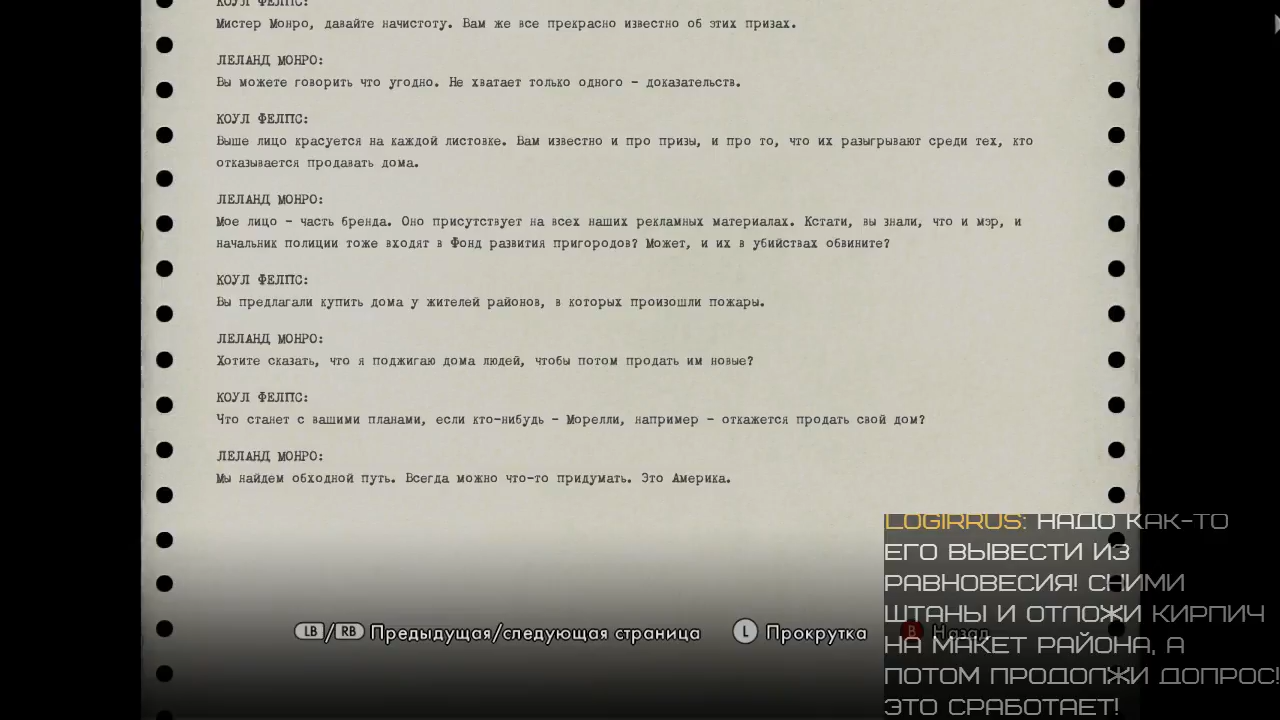 КОУЛ ФЕЛПС:
Мистер Монро, давайте начистоту. Вам же все прекрасно известно об этих призах.
ЛЕЛАНД МОНРО:
Вы можете говорить что угодно. Не хватает только одного – доказательств.
КОУЛ ФЕЛПС:
Выше лицо красуется на каждой листовке. Вам известно и про призы, и про то, что их разыгрывают среди тех, кто
отказывается продавать дома.
ЛЕЛАНД МОНРО:
Мое лицо – часть бренда. Оно присутствует на всех наших рекламных материалах. Кстати, вы знали, что и мэр, и
начальник полиции тоже входят в Фонд развития пригородов? Может, и их в убийствах обвините?
КОУЛ ФЕЛПС:
Вы предлагали купить дома у жителей районов, в которых произошли пожары.
ЛЕЛАНД МОНРО:
Хотите сказать, что я поджигаю дома людей, чтобы потом продать им новые?
КОУЛ ФЕЛПС:
Что станет с вашими планами, если кто-нибудь – Морелли, например – откажется продать свой дом?
ЛЕЛАНД МОНРО:
Мы найдем обходной путь. Всегда можно что-то придумать. Это Америка.
LB/RB Предыдущая/следующая страница L Прокрутка B Назад
LOGIRRUS: НАДО КАК-ТО
ЕГО ВЫВЕСТИ ИЗ
РАВНОВЕСИЯ! СНИМИ
ШТАНЫ И ОТЛОЖИ КИРПИЧ
НА МАКЕТ РАЙОНА, А
ПОТОМ ПРОДОЛЖИ ДОПРОС!
ЭТО СРАБОТАЕТ!